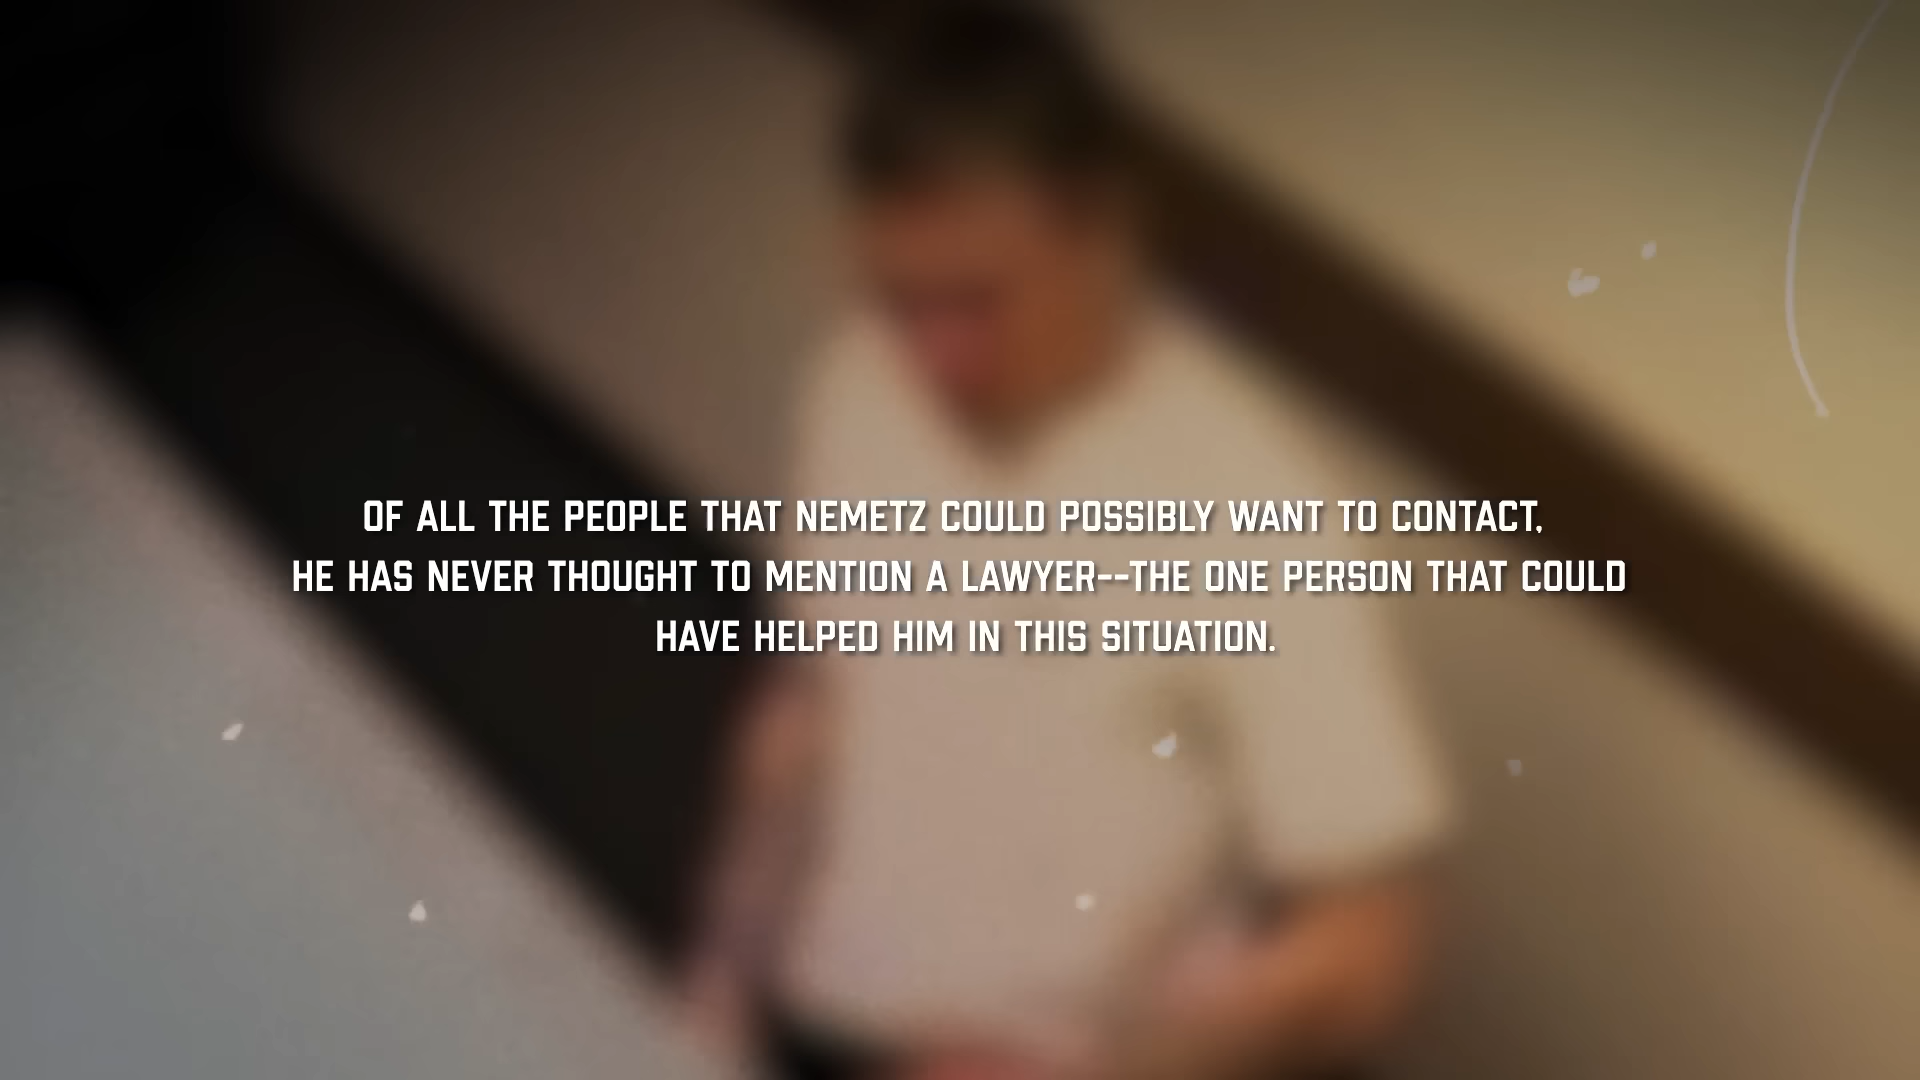 OF ALL THE PEOPLE THAT NEMETZ COULD POSSIBLY WANT TO CONTACT,
HE HAS NEVER THOUGHT TO MENTION A LAWYER--THE ONE PERSON THAT COULD
HAVE HELPED HIM IN THIS SITUATION.